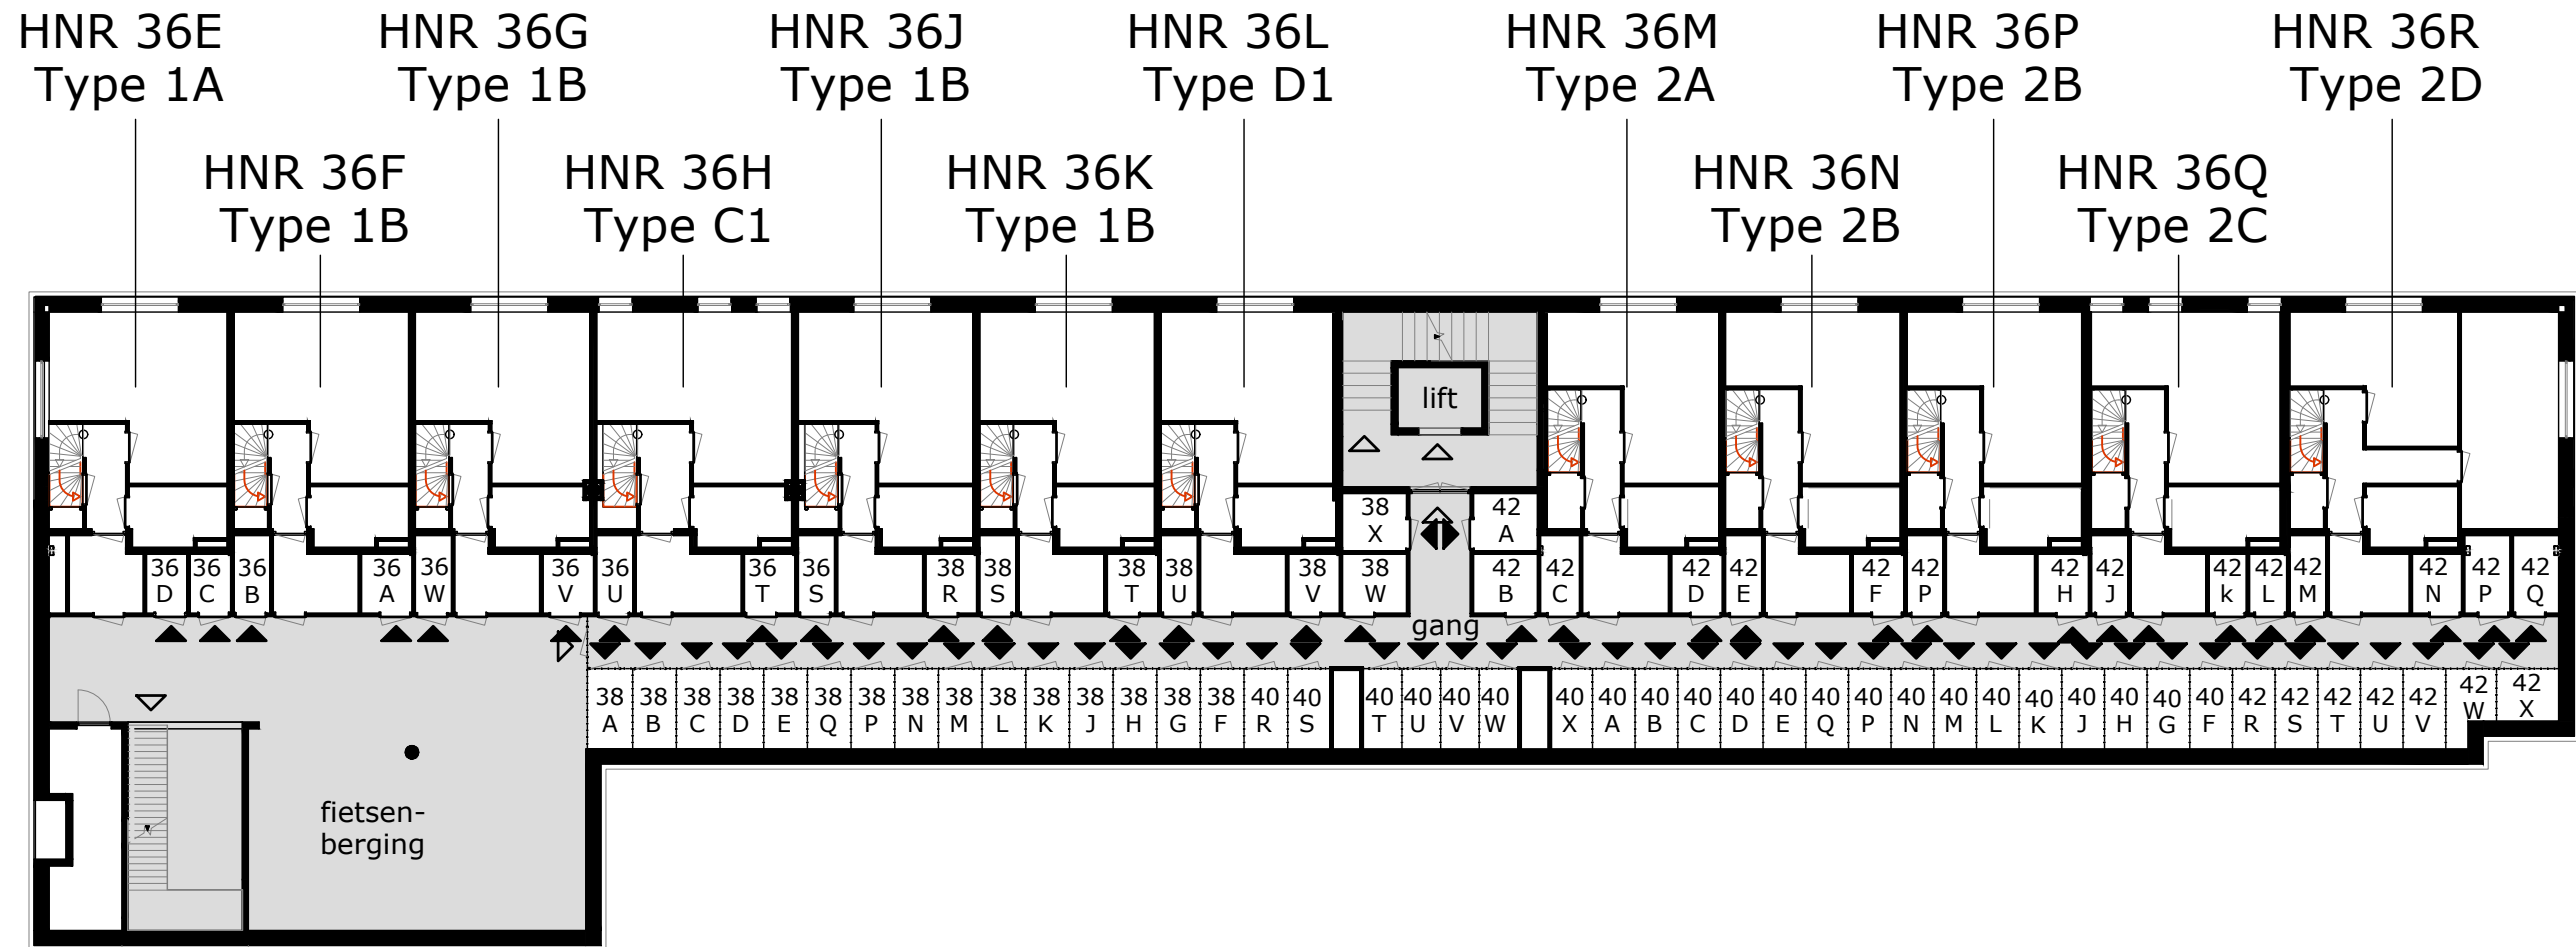 HNR 36E
Type 1A
HNR 36G
Type 1B
HNR 36J
Type 1B
HNR 36L
Type D1
HNR 36M
Type 2A
HNR 36P
Type 2B
HNR 36R
Type 2D
HNR 36F
Type 1B
HNR 36H
Type C1
HNR 36K
Type 1B
HNR 36N
Type 2B
HNR 36Q
Type 2C
lift
38
X
42
A
36
D
36
C
36
B
36
A
36
W
36
V
36
U
36
T
36
S
38
R
38
S
38
T
38
U
38
V
38
W
42
B
42
C
42
D
42
E
42
F
42
P
42
H
42
J
42
k
42
L
42
M
42
N
42
P
42
Q
gang
38
A
38
B
38
C
38
D
38
E
38
Q
38
P
38
N
38
M
38
L
38
K
38
J
38
H
38
G
38
F
40
R
40
S
40
T
40
U
40
V
40
W
40
X
40
A
40
B
40
C
40
D
40
E
40
Q
40
P
40
N
40
M
40
L
40
K
40
J
40
H
40
G
40
F
42
R
42
S
42
T
42
U
42
V
42
W
42
X
fietsen-
berging